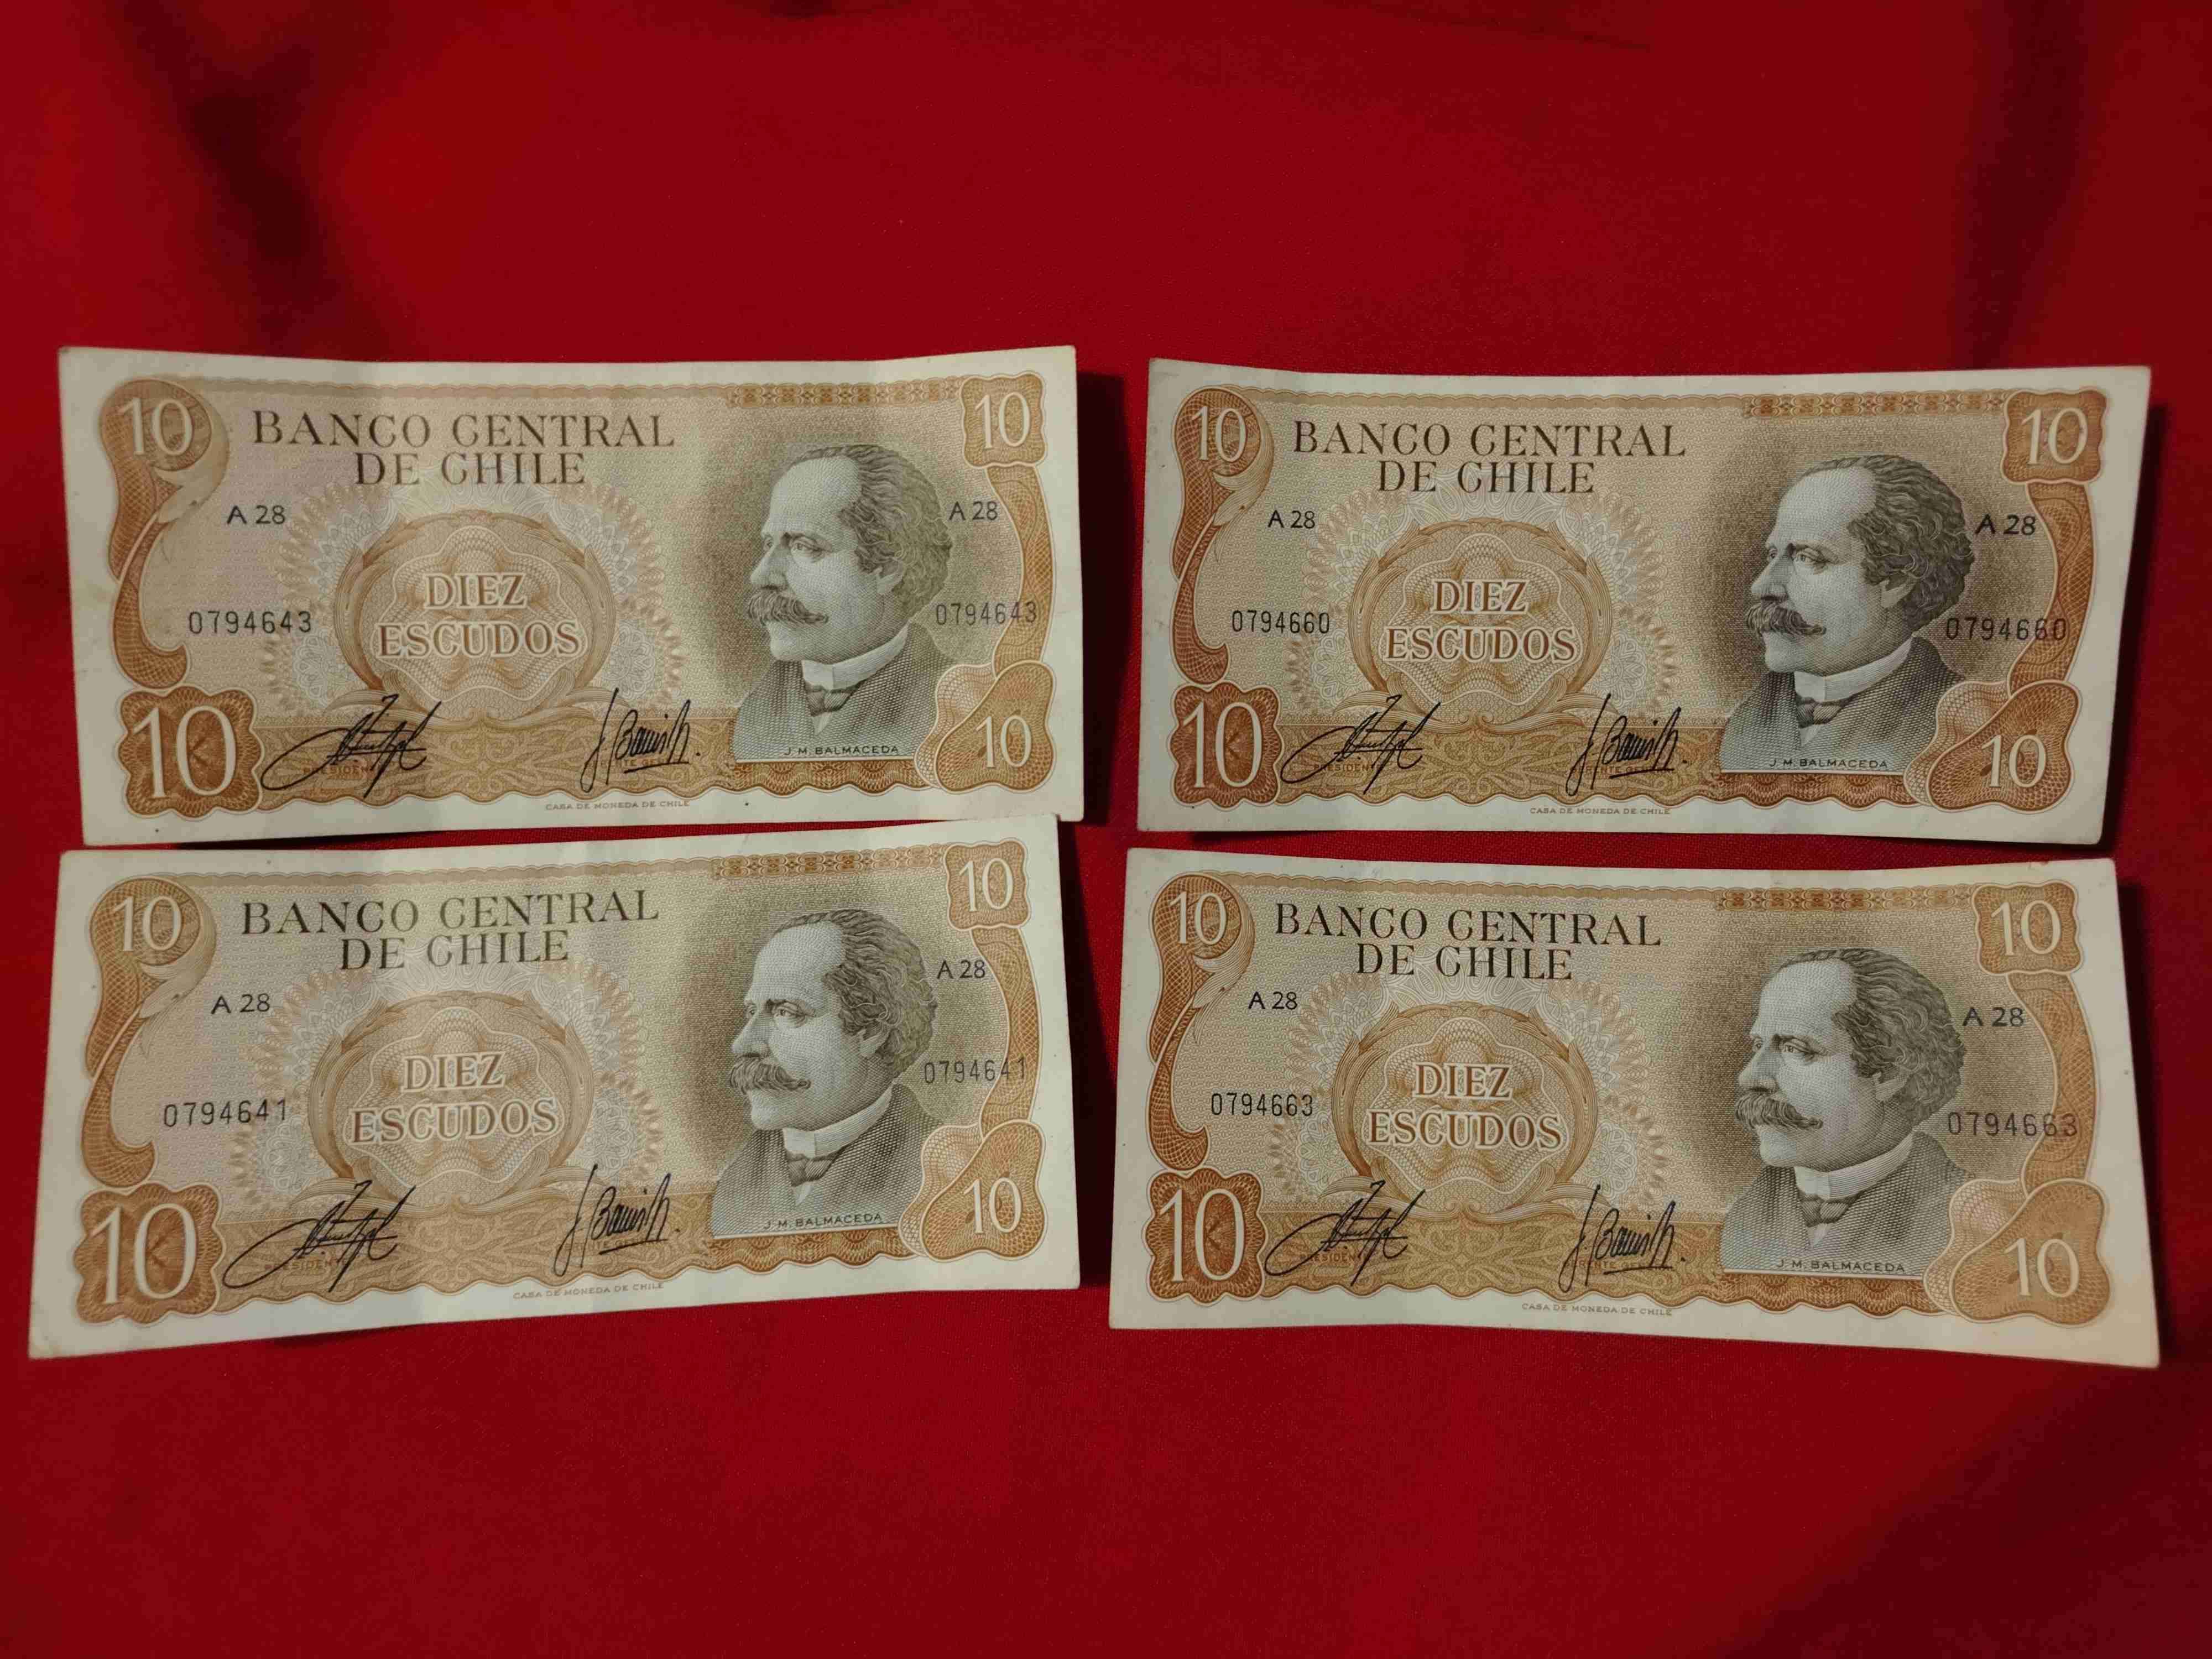 10
10
BANCO CENTRAL
DE CHILE
A 28
A 28
DIEZ
ESCUDOS
0794643
0794643
J. M. BALMACEDA
10
10
CASA DE MONEDA DE CHILE
10
10
BANCO CENTRAL
DE CHILE
A 28
A 28
DIEZ
ESCUDOS
0794660
0794660
J. M. BALMACEDA
10
10
CASA DE MONEDA DE CHILE
10
10
BANCO CENTRAL
DE CHILE
A 28
A 28
DIEZ
ESCUDOS
0794641
0794641
J. M. BALMACEDA
10
10
CASA DE MONEDA DE CHILE
10
10
BANCO CENTRAL
DE CHILE
A 28
A 28
DIEZ
ESCUDOS
0794663
0794663
J. M. BALMACEDA
10
10
CASA DE MONEDA DE CHILE